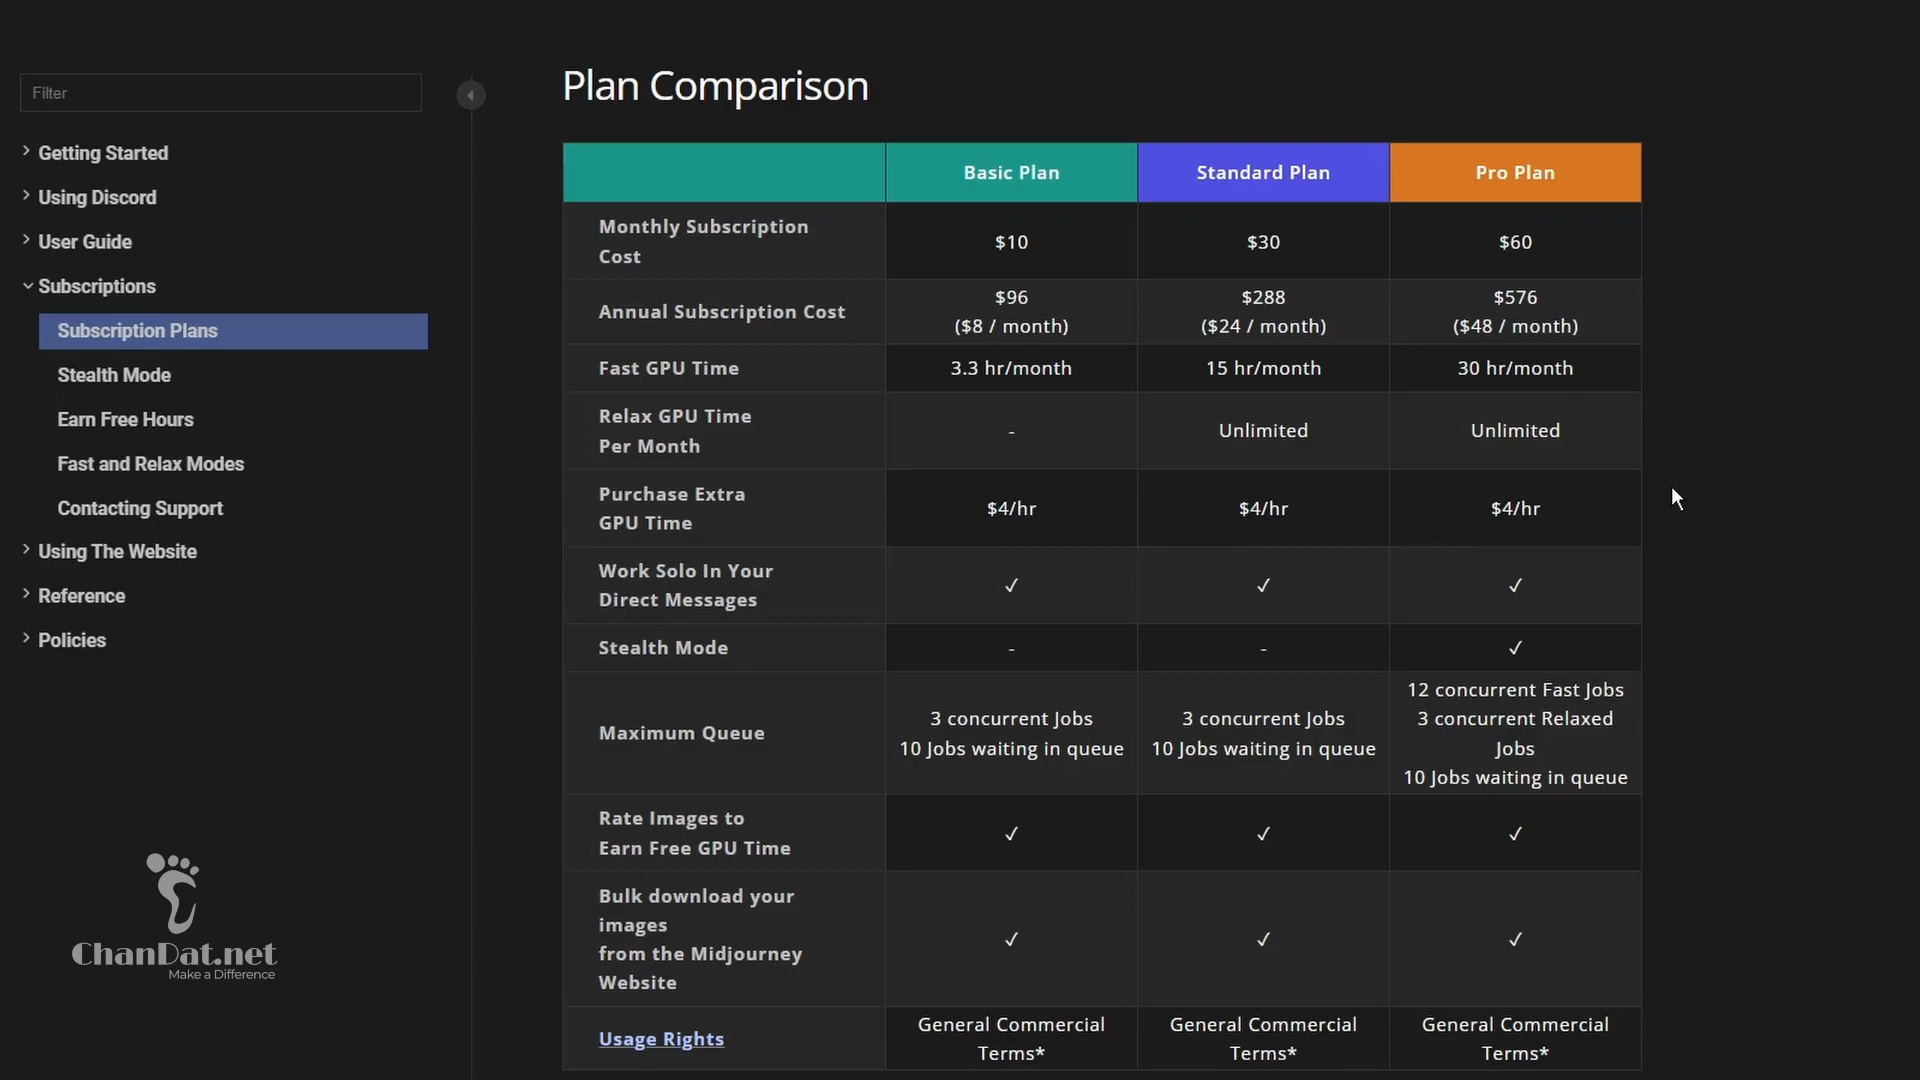 Filter
Getting Started
Using Discord
User Guide
Subscriptions
Subscription Plans
Stealth Mode
Earn Free Hours
Fast and Relax Modes
Contacting Support
Using The Website
Reference
Policies
ChanDat.net
Make a Difference
Plan Comparison
Basic Plan
Standard Plan
Pro Plan
Monthly Subscription
Cost
$10
$30
$60
Annual Subscription Cost
$96
($8 / month)
$288
($24 / month)
$576
($48 / month)
Fast GPU Time
3.3 hr/month
15 hr/month
30 hr/month
Relax GPU Time
Per Month
-
Unlimited
Unlimited
Purchase Extra
GPU Time
$4/hr
$4/hr
$4/hr
Work Solo In Your
Direct Messages
✓
✓
✓
Stealth Mode
-
-
✓
Maximum Queue
3 concurrent Jobs
10 Jobs waiting in queue
3 concurrent Jobs
10 Jobs waiting in queue
12 concurrent Fast Jobs
3 concurrent Relaxed
Jobs
10 Jobs waiting in queue
Rate Images to
Earn Free GPU Time
✓
✓
✓
Bulk download your
images
from the Midjourney
Website
✓
✓
✓
Usage Rights
General Commercial
Terms*
General Commercial
Terms*
General Commercial
Terms*